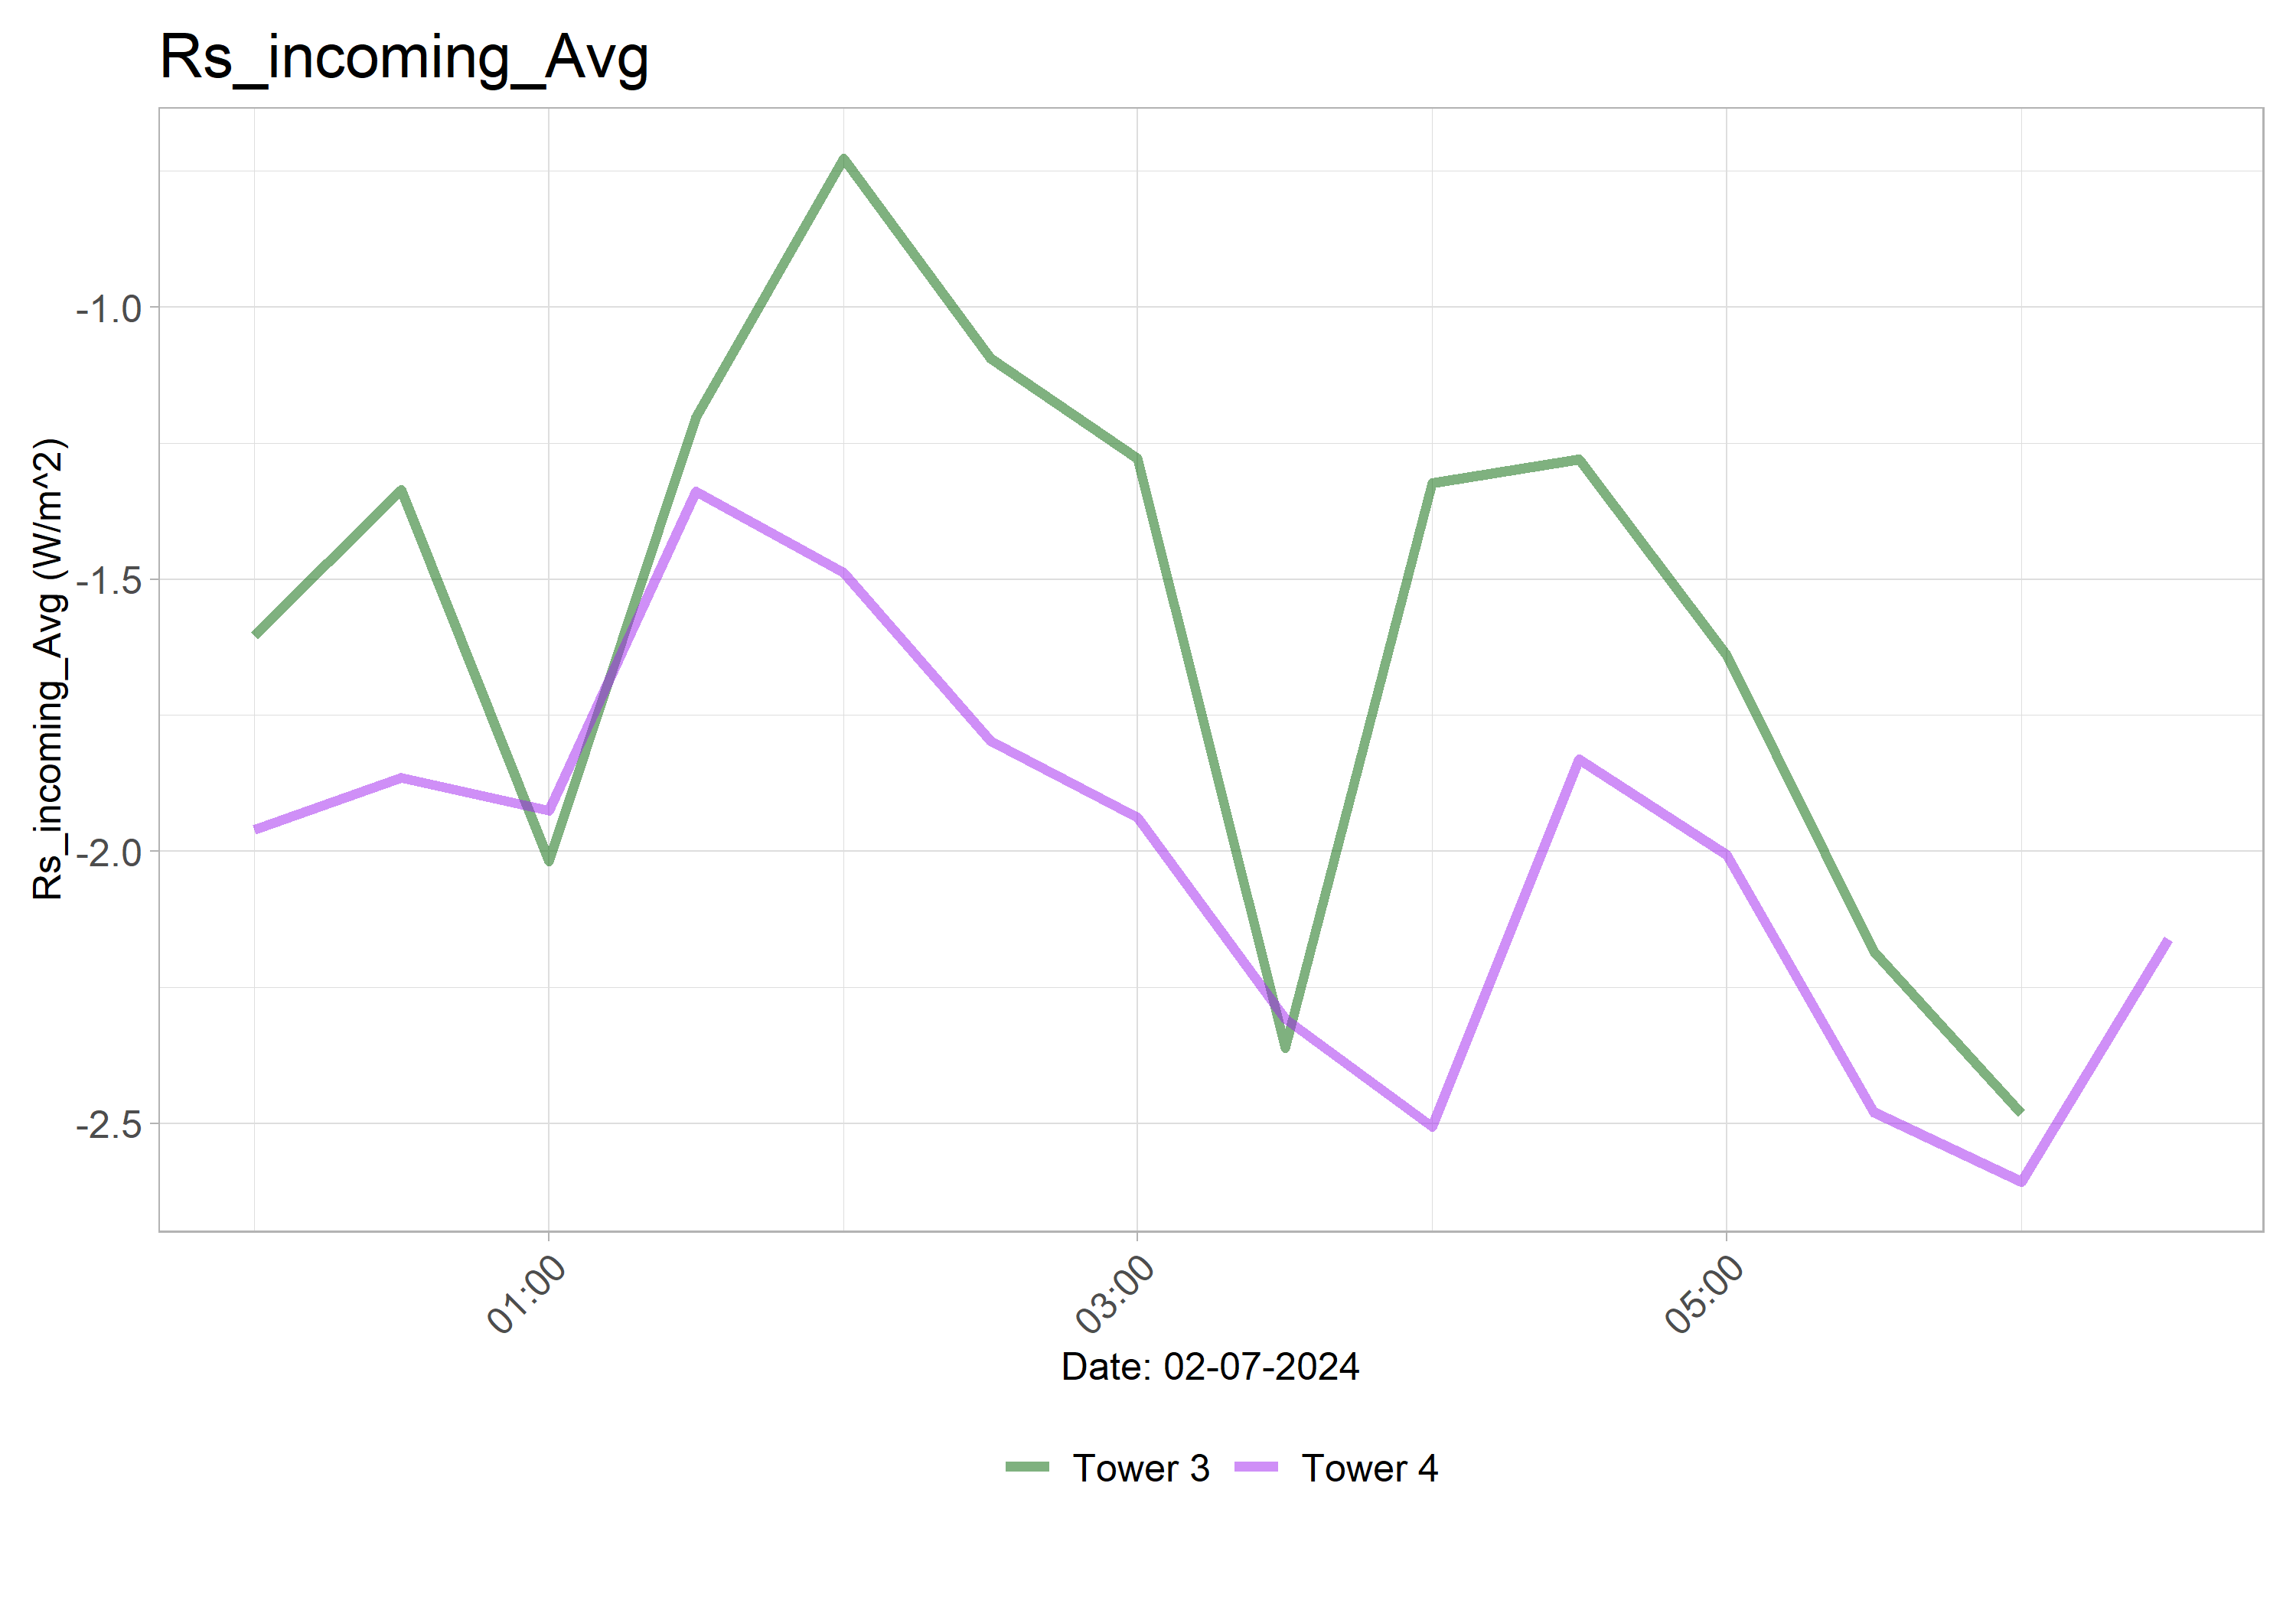 Rs_incoming_Avg
Rs_incoming_Avg (W/m^2)
-1.0
-1.5
-2.0
-2.5
01:00
03:00
05:00
Date: 02-07-2024
Tower 3
Tower 4